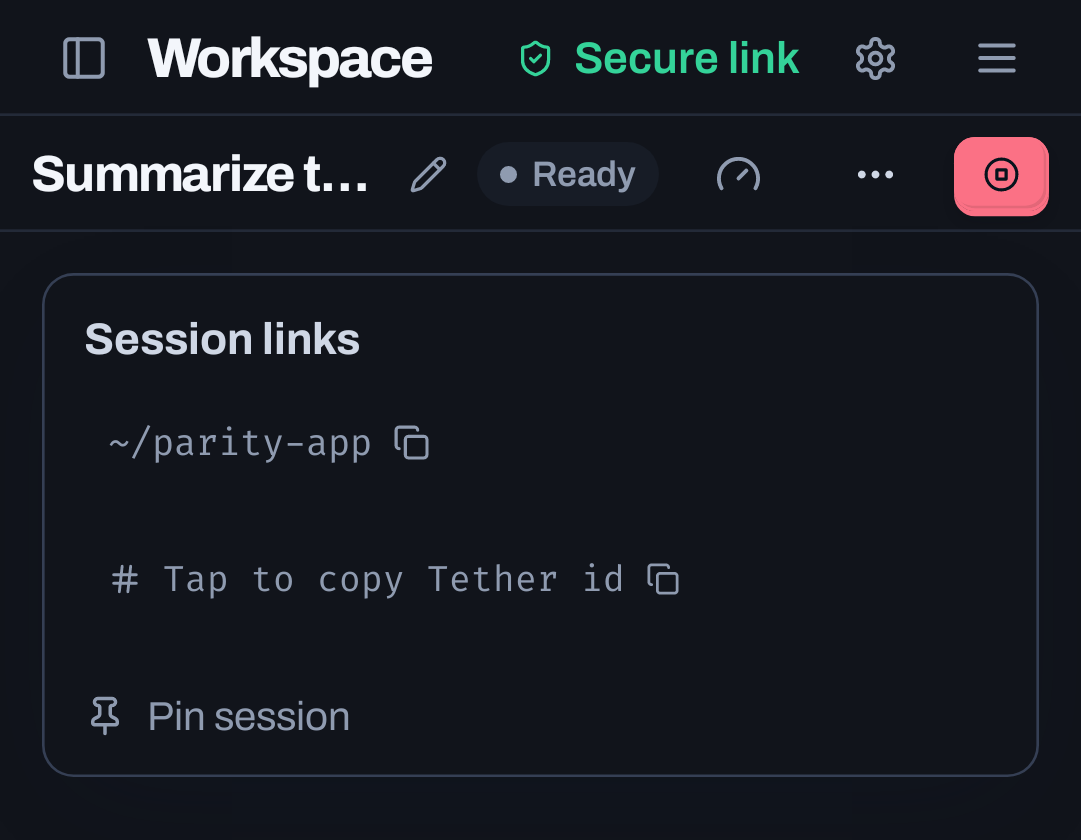 Workspace
Secure link
Summarize t...
Ready
Session links
~/parity-app
# Tap to copy Tether id
Pin session